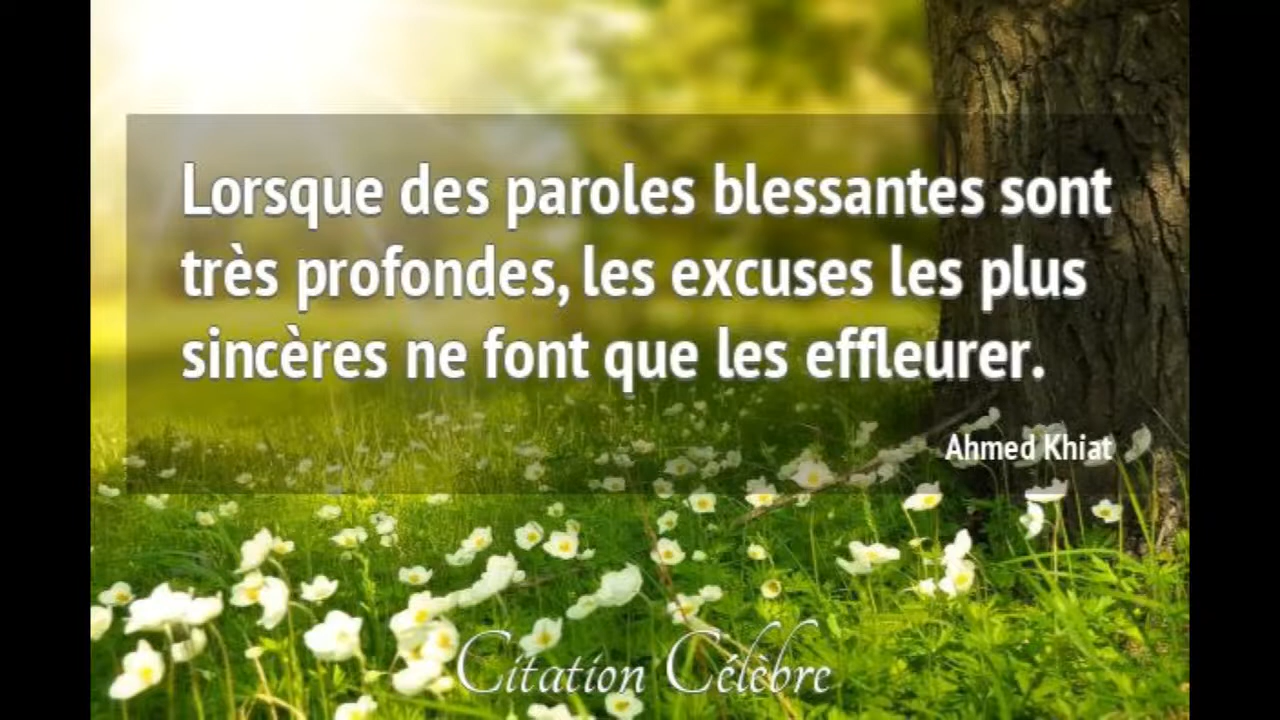 Lorsque des paroles blessantes sont
très profondes, les excuses les plus
sincères ne font que les effleurer.
Ahmed Khiat
Citation Célèbre